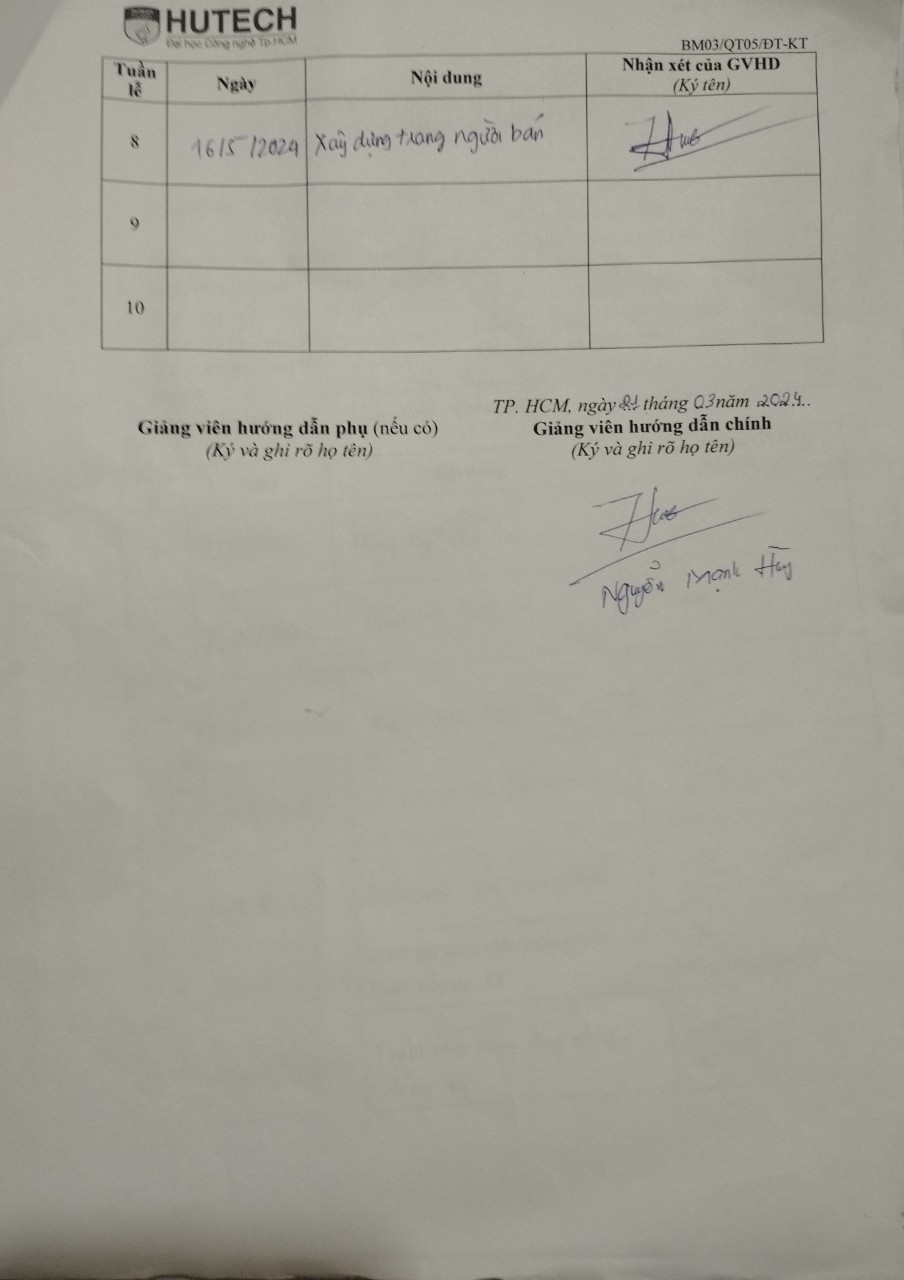 HUTECH
Đại học Công nghệ Tp.HCM
BM03/QT05/ĐT-KT
Tuần lễ
Ngày
Nội dung
Nhận xét của GVHD
(Ký tên)
8
16/5/2024
Xây dựng trang người bán
9
10
TP. HCM, ngày 21 tháng 03 năm 2024..
Giảng viên hướng dẫn phụ (nếu có)
Giảng viên hướng dẫn chính
(Ký và ghi rõ họ tên)
(Ký và ghi rõ họ tên)
Nguyễn Mạnh Hùng